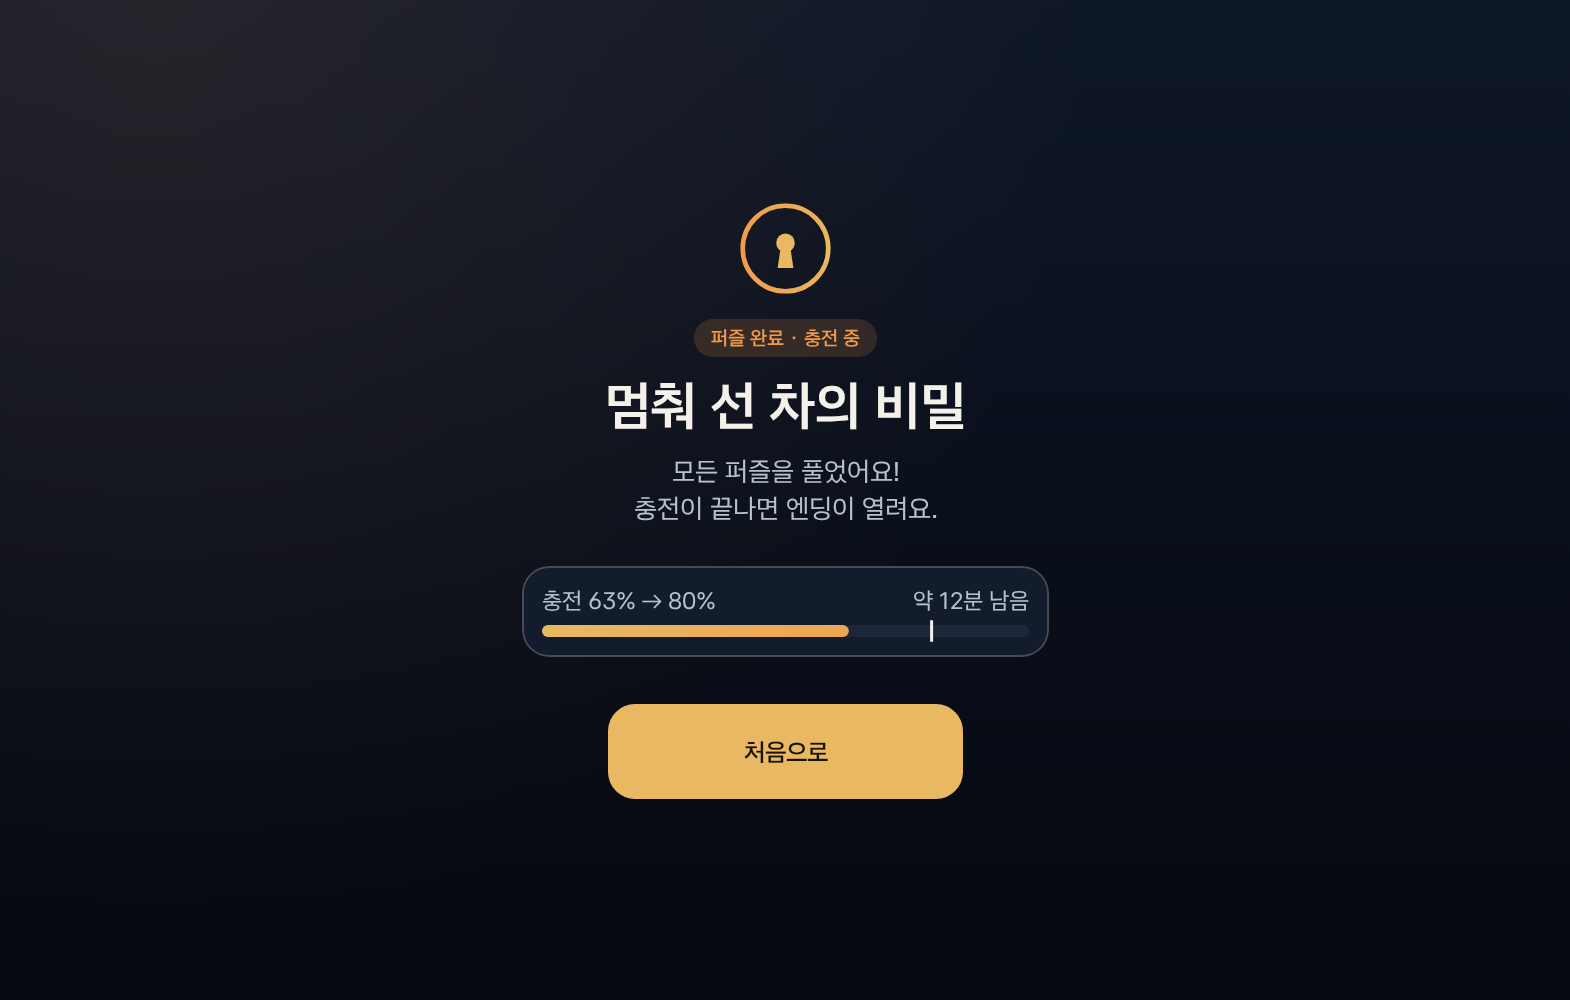 퍼즐 완료 · 충전 중
멈춰 선 차의 비밀
모든 퍼즐을 풀었어요!
충전이 끝나면 엔딩이 열려요.
충전 63% → 80%
약 12분 남음
처음으로